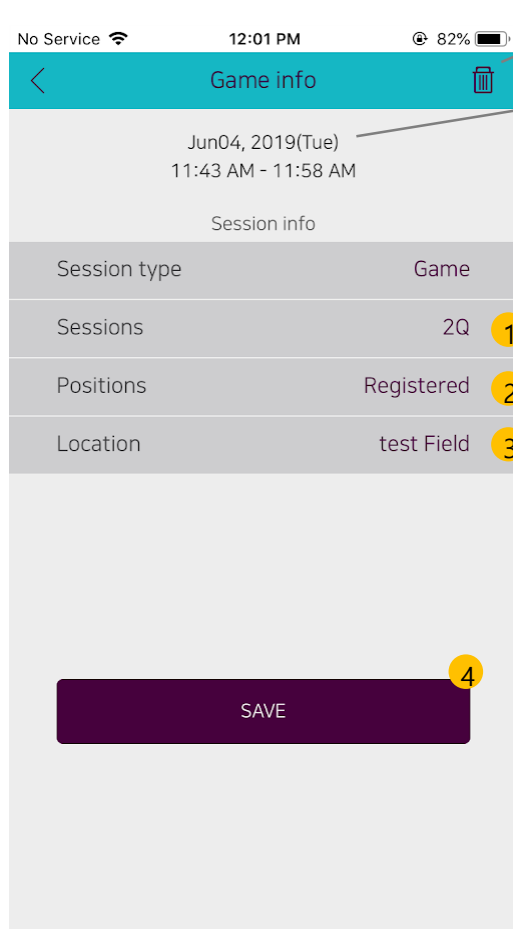 No Service 12:01 PM 82%
Game info
Jun04, 2019(Tue)
11:43 AM - 11:58 AM
Session info
Session type Game
Sessions 2Q 1
Positions Registered 2
Location test Field 3
4
SAVE